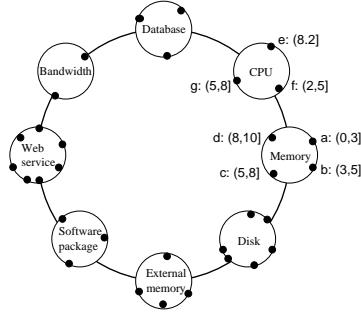 Database
e: (8.2]
Bandwidth
CPU
g: (5,8]
f: (2,5]
d: (8,10]
a: (0,3]
Web
service
Memory
c: (5,8]
b: (3,5]
Software
package
Disk
External
memory